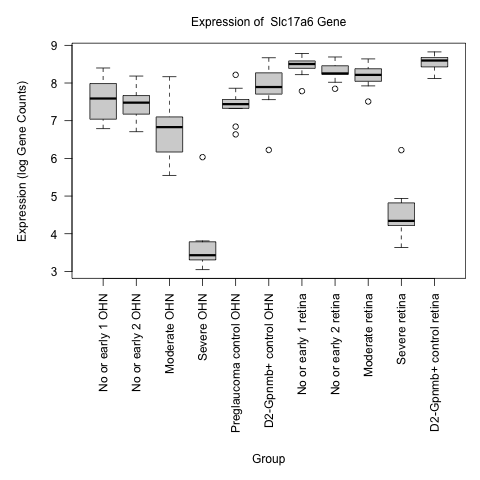 Expression of  Slc17a6 Gene
Expression (log Gene Counts)
9
8
7
6
5
4
3
No or early 1 OHN
No or early 2 OHN
Moderate OHN
Severe OHN
Preglaucoma control OHN
D2-Gpnmb+ control OHN
No or early 1 retina
No or early 2 retina
Moderate retina
Severe retina
D2-Gpnmb+ control retina
Group